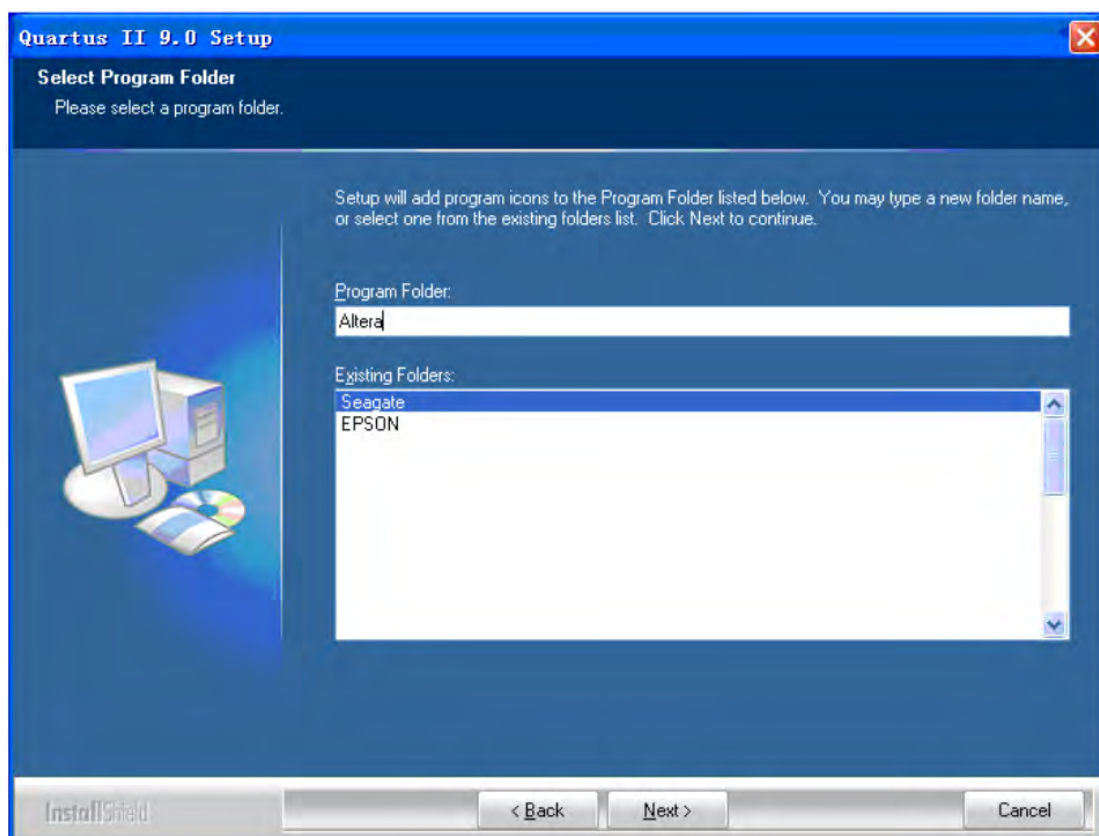 Quartus II 9.0 Setup
Select Program Folder
Please select a program folder.
Setup will add program icons to the Program Folder listed below. You may type a new folder name,
or select one from the existing folders list. Click Next to continue.
Program Folder:
Altera
Existing Folders:
Seagate
EPSON
InstallShield
< Back
Next >
Cancel